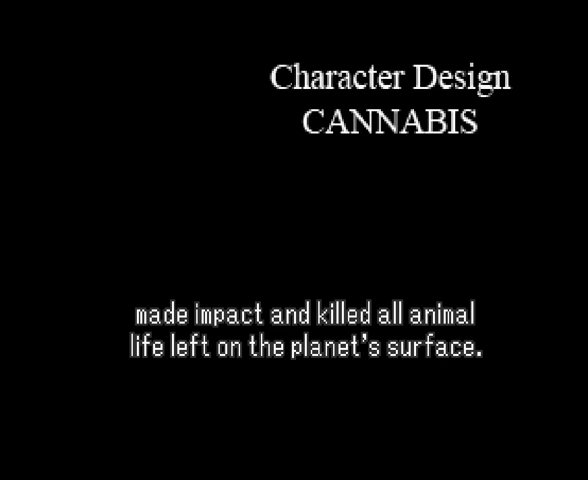 Character Design
CANNABIS
made impact and killed all animal
life left on the planet's surface.